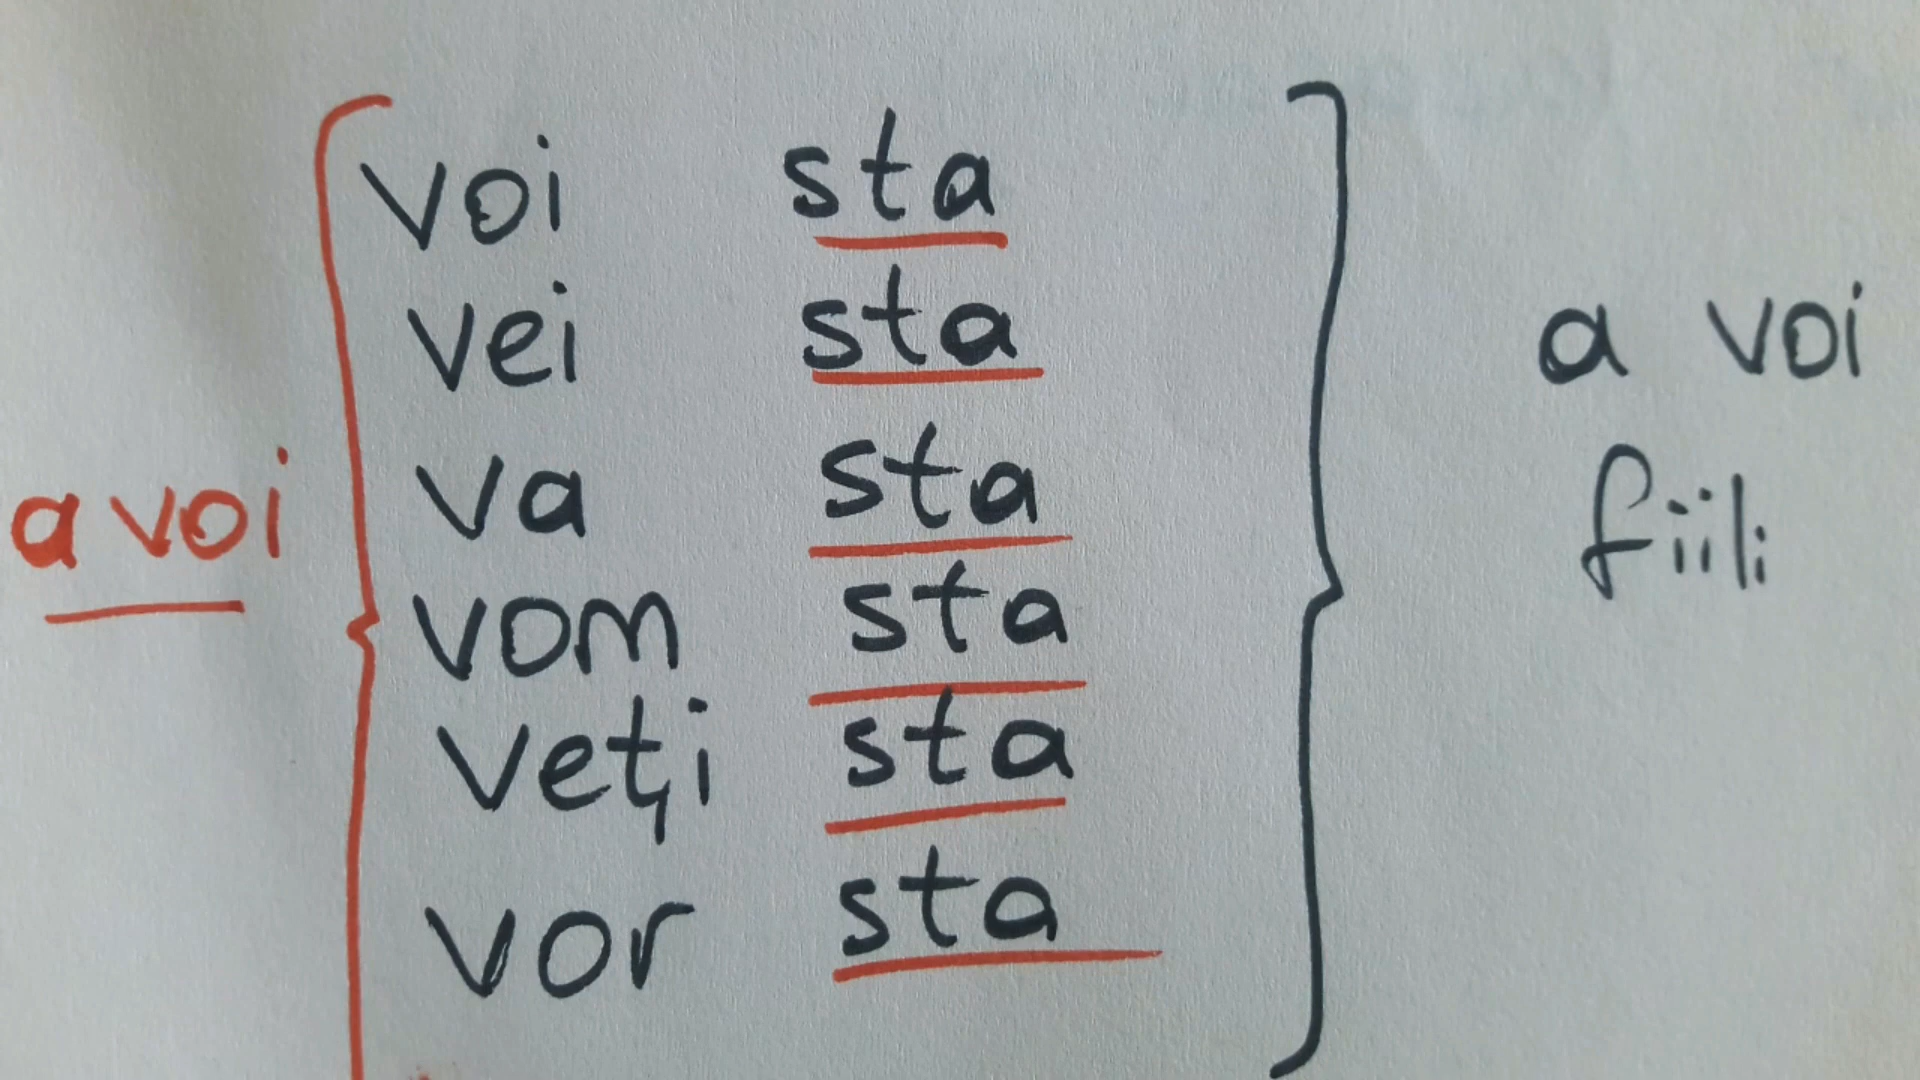 voi sta
vei sta
va sta
vom sta
veți sta
vor sta
a voi
a voi
fiili